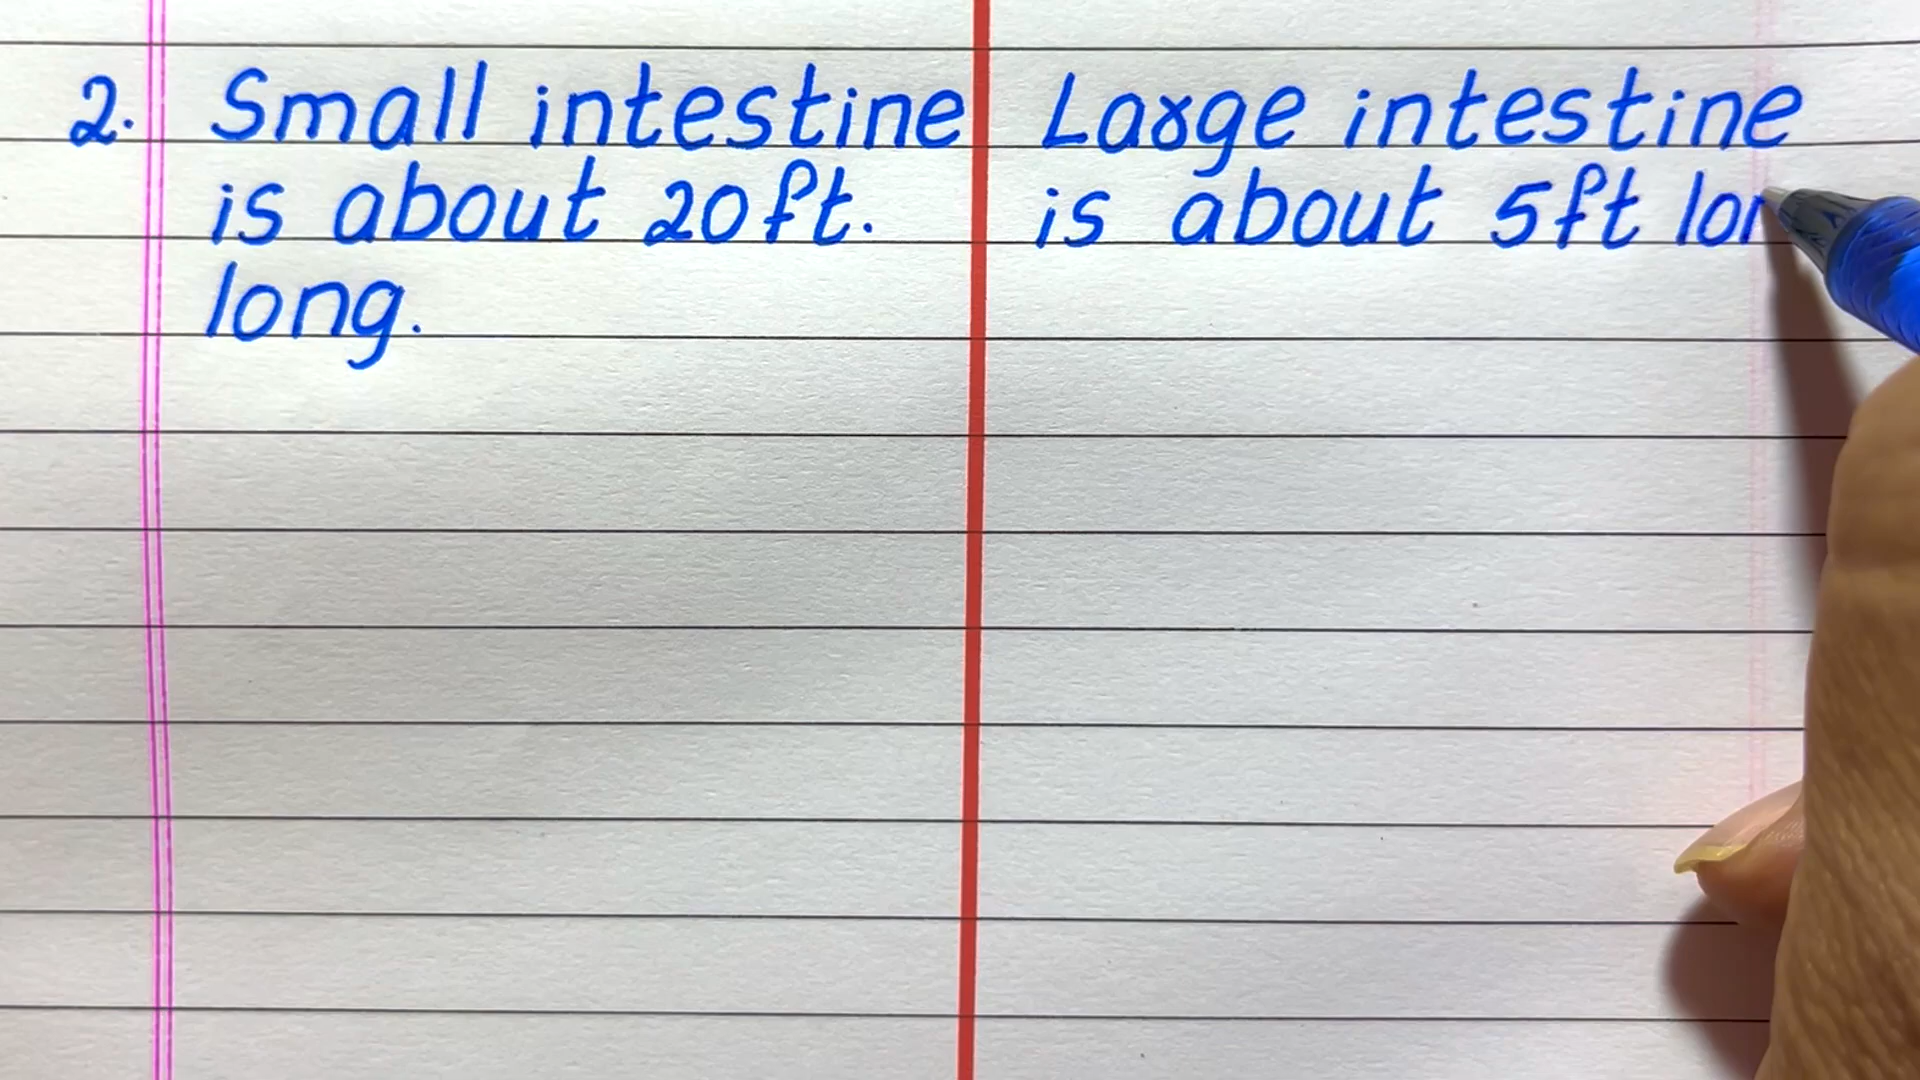 2. Small intestine
is about 20ft.
long.
Large intestine
is about 5ft